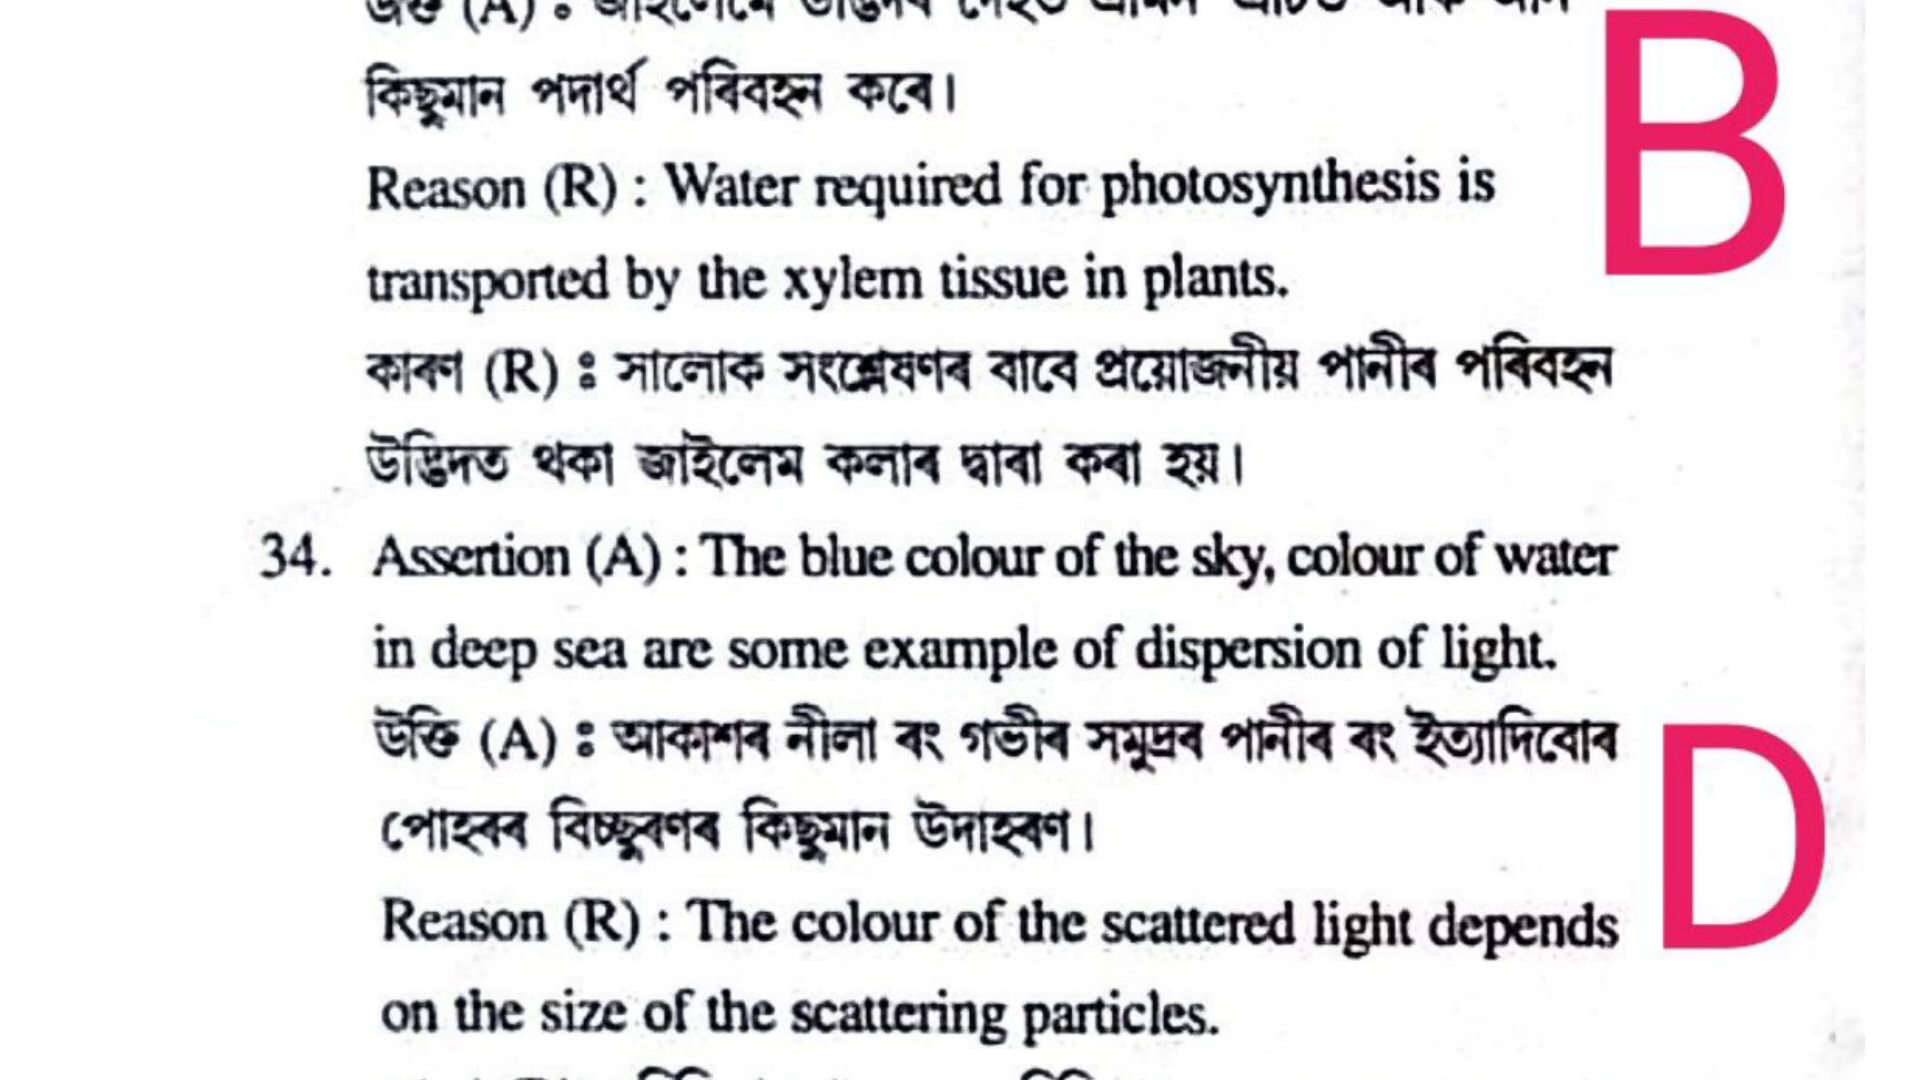 কিছুমান পদাৰ্থ পৰিবহন কৰে।
B
Reason (R) : Water required for photosynthesis is
transported by the xylem tissue in plants.
কাৰণ (R) : সালোক সংশ্লেষণৰ বাবে প্ৰয়োজনীয় পানীৰ পৰিবহন
উদ্ভিদত থকা জাইলেম কলাৰ দ্বাৰা কৰা হয়।
34. Assertion (A) : The blue colour of the sky, colour of water
in deep sea are some example of dispersion of light.
উক্তি (A) : আকাশৰ নীলা ৰং গভীৰ সমুদ্ৰৰ পানীৰ ৰং ইত্যাদিবোৰ
পোহৰৰ বিচ্ছুৰণৰ কিছুমান উদাহৰণ।
D
Reason (R) : The colour of the scattered light depends
on the size of the scattering particles.